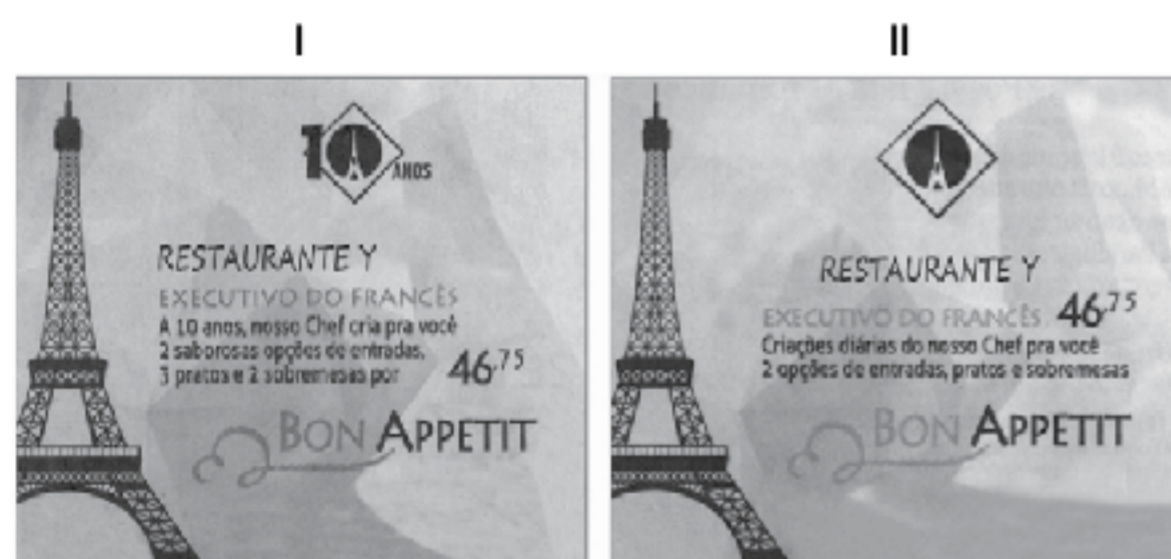 I
10 ANOS
RESTAURANTE Y
EXECUTIVO DO FRANCÊS
A 10 anos, nosso Chef cria pra você
2 saborosas opções de entradas,
3 pratos e 2 sobremesas por 46,75
BON APPETIT
II
RESTAURANTE Y
EXECUTIVO DO FRANCÊS 46,75
Criações diárias do nosso Chef pra você
2 opções de entradas, pratos e sobremesas
BON APPETIT